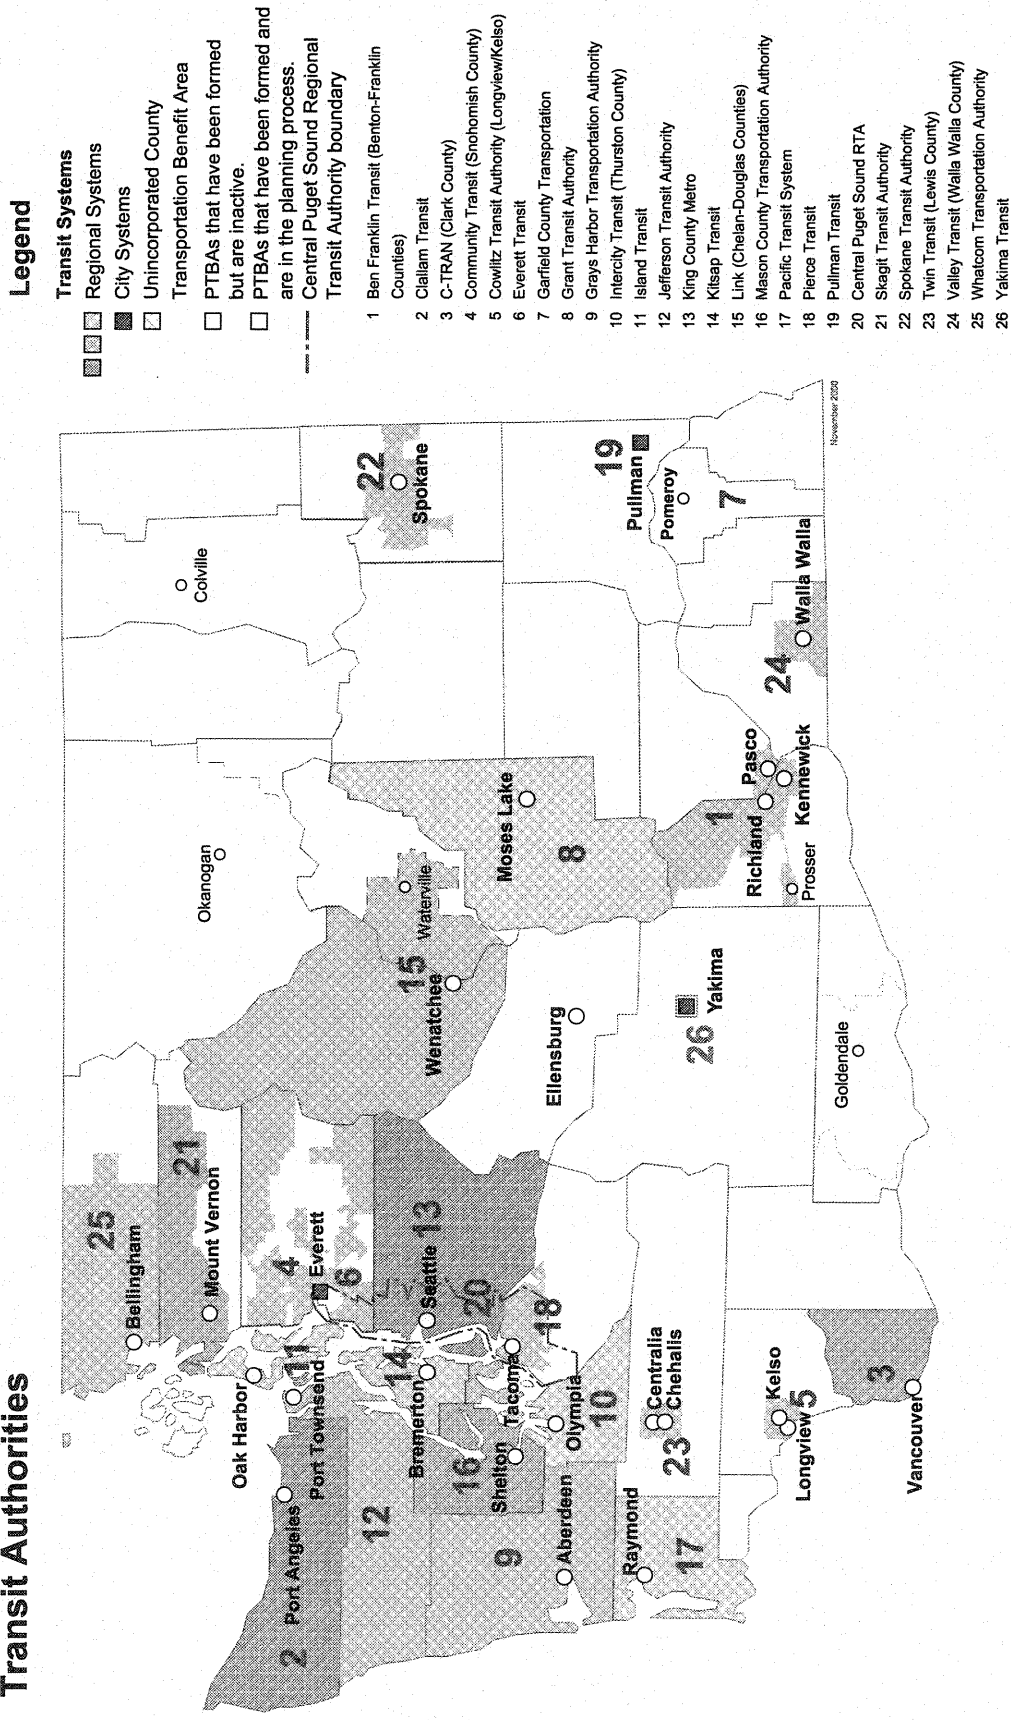 Transit Authorities
Legend
Transit Systems
Regional Systems
City Systems
Unincorporated County
Transportation Benefit Area
PTBAs that have been formed
but are inactive.
PTBAs that have been formed and
are in the planning process.
Central Puget Sound Regional
Transit Authority boundary
1 Ben Franklin Transit (Benton-Franklin
Counties)
2 Clallam Transit
3 C-TRAN (Clark County)
4 Community Transit (Snohomish County)
5 Cowlitz Transit Authority (Longview/Kelso)
6 Everett Transit
7 Garfield County Transportation
8 Grant Transit Authority
9 Grays Harbor Transportation Authority
10 Intercity Transit (Thurston County)
11 Island Transit
12 Jefferson Transit Authority
13 King County Metro
14 Kitsap Transit
15 Link (Chelan-Douglas Counties)
16 Mason County Transportation Authority
17 Pacific Transit System
18 Pierce Transit
19 Pullman Transit
20 Central Puget Sound RTA
21 Skagit Transit Authority
22 Spokane Transit Authority
23 Twin Transit (Lewis County)
24 Valley Transit (Walla Walla County)
25 Whatcom Transportation Authority
26 Yakima Transit
25
Bellingham
21
Mount Vernon
Okanogan
Colville
Oak Harbor
11
Port Townsend
4
Everett
6
2
Port Angeles
12
14
Bremerton
Seattle
13
20
15
Wenatchee
Waterville
22
Spokane
16
Shelton
Tacoma
18
9
Aberdeen
Olympia
10
Moses Lake
8
Ellensburg
19
Pullman
Pomeroy
7
Raymond
17
Centralia
Chehalis
23
26
Yakima
1
Richland
Pasco
Kennewick
Prosser
24
Walla Walla
Kelso
Longview
5
3
Vancouver
Goldendale
November 2000